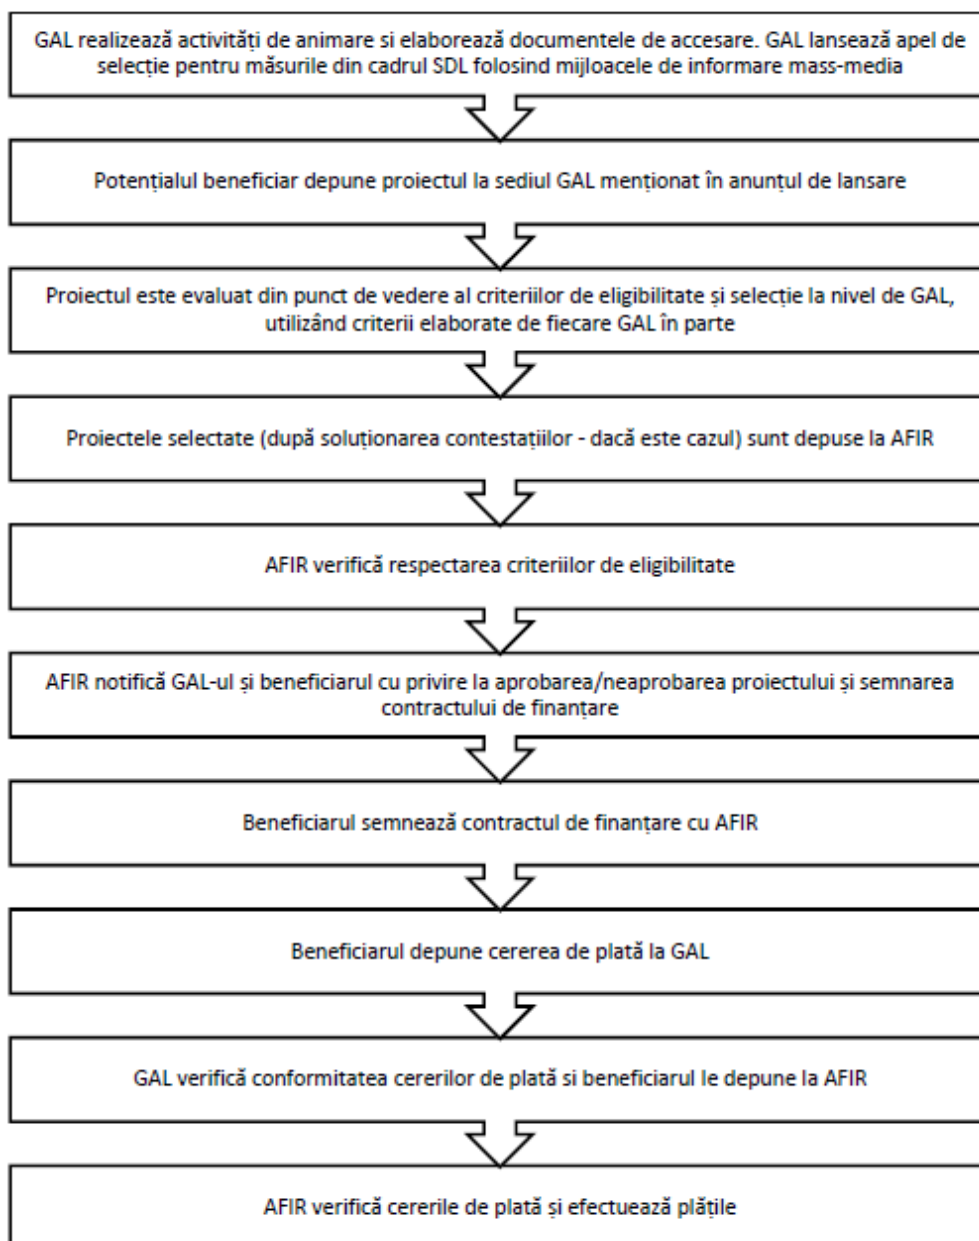 GAL realizează activități de animare si elaborează documentele de accesare. GAL lansează apel de
selecție pentru măsurile din cadrul SDL folosind mijloacele de informare mass-media
Potențialul beneficiar depune proiectul la sediul GAL menționat în anunțul de lansare
Proiectul este evaluat din punct de vedere al criteriilor de eligibilitate și selecție la nivel de GAL,
utilizând criterii elaborate de fiecare GAL în parte
Proiectele selectate (după soluționarea contestațiilor - dacă este cazul) sunt depuse la AFIR
AFIR verifică respectarea criteriilor de eligibilitate
AFIR notifică GAL-ul și beneficiarul cu privire la aprobarea/neaprobarea proiectului și semnarea
contractului de finanțare
Beneficiarul semnează contractul de finanțare cu AFIR
Beneficiarul depune cererea de plată la GAL
GAL verifică conformitatea cererilor de plată si beneficiarul le depune la AFIR
AFIR verifică cererile de plată și efectuează plățile